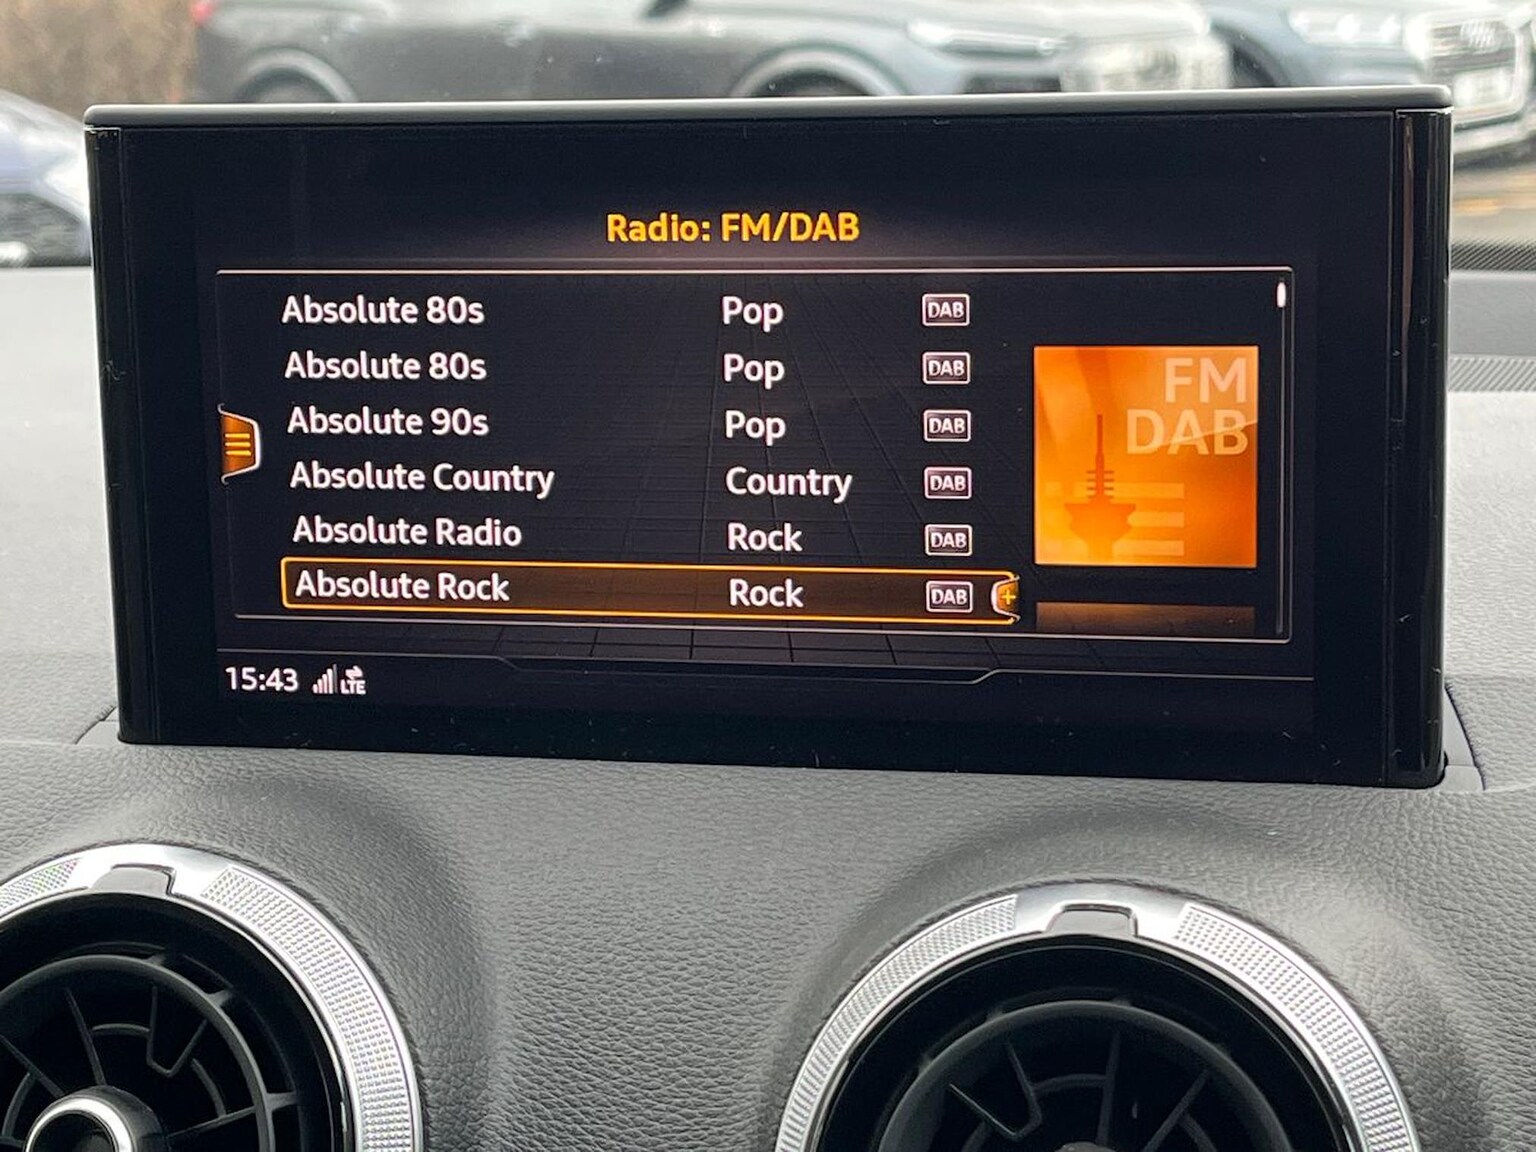 Radio: FM/DAB
Absolute 80s Pop DAB
Absolute 80s Pop DAB
Absolute 90s Pop DAB
Absolute Country Country DAB
Absolute Radio Rock DAB
Absolute Rock Rock DAB +
FM
DAB
15:43 LTE